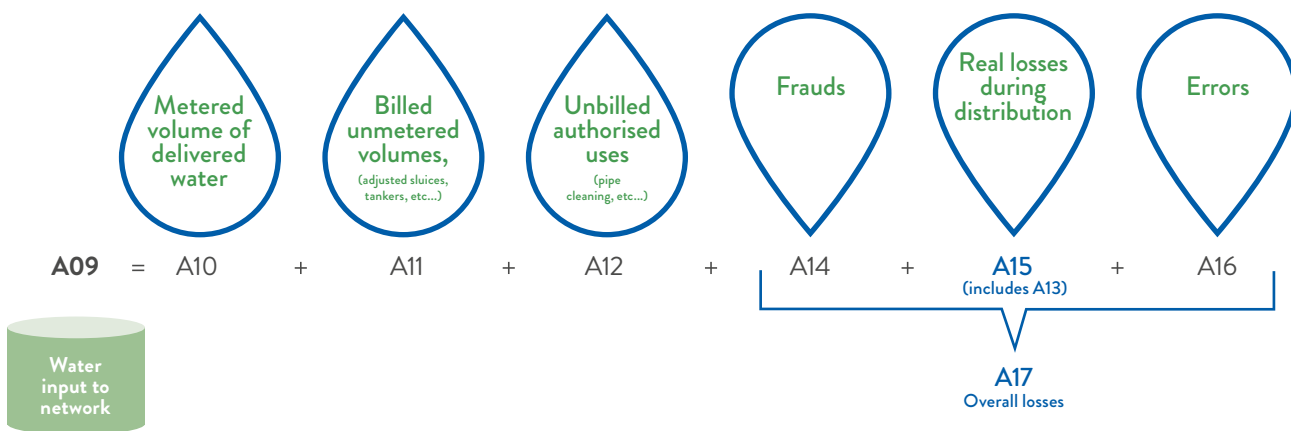 Metered
volume of
delivered
water
Billed
unmetered
volumes,
(adjusted sluices,
tankers, etc...)
Unbilled
authorised
uses
(pipe
cleaning, etc...)
Frauds
Real losses
during
distribution
Errors
A09 = A10 + A11 + A12 + A14 + A15 + A16
(includes A13)
Water
input to
network
A17
Overall losses